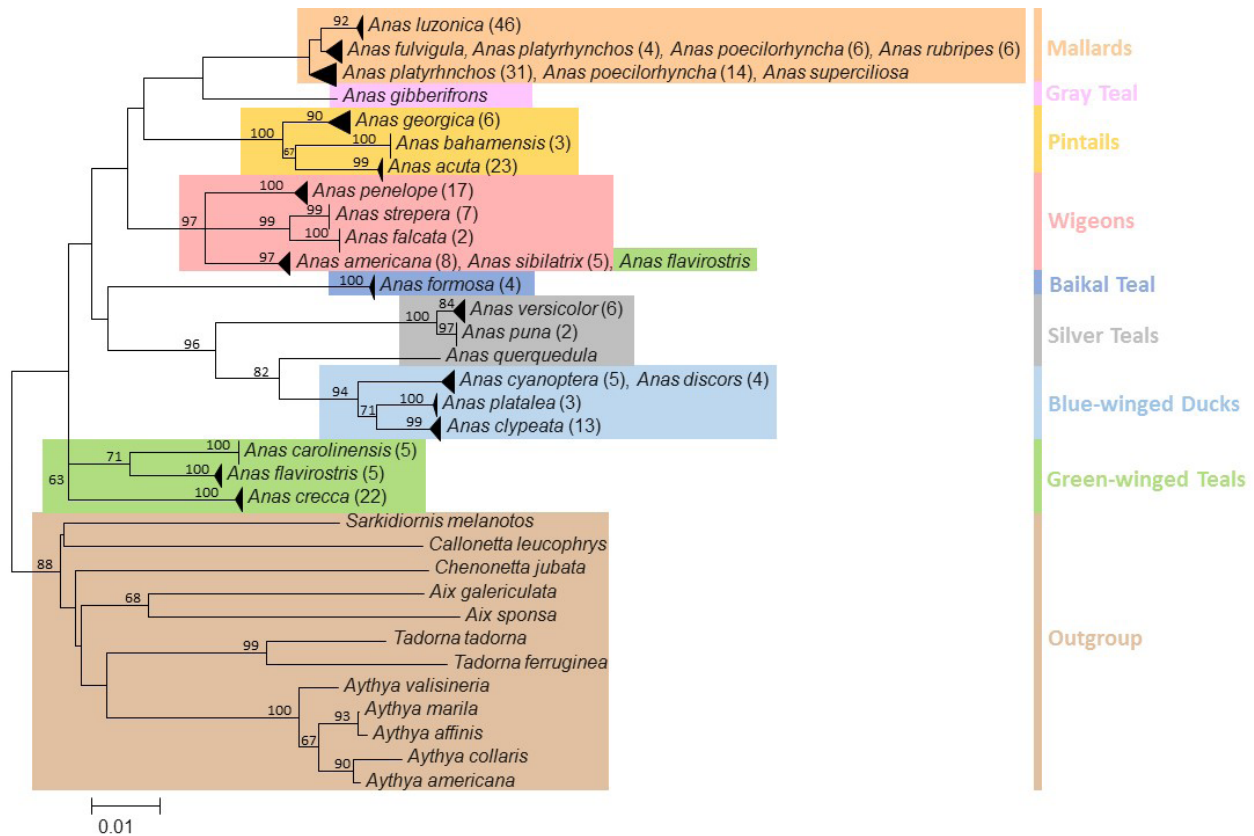 92 Anas luzonica (46)
Anas fulvigula, Anas platyrhynchos (4), Anas poecilorhyncha (6), Anas rubripes (6)
Mallards
Anas platyrhnchos (31), Anas poecilorhyncha (14), Anas superciliosa
Anas gibberifrons
Gray Teal
90 Anas georgica (6)
100
100 Anas bahamensis (3)
Pintails
67
99 Anas acuta (23)
100 Anas penelope (17)
99 Anas strepera (7)
97 99
Wigeons
100 Anas falcata (2)
97 Anas americana (8), Anas sibilatrix (5), Anas flavirostris
100 Anas formosa (4)
Baikal Teal
84 Anas versicolor (6)
100
97 Anas puna (2)
Silver Teals
96
Anas querquedula
82
Anas cyanoptera (5), Anas discors (4)
94
100 Anas platalea (3)
Blue-winged Ducks
71
99 Anas clypeata (13)
100 Anas carolinensis (5)
71
100 Anas flavirostris (5)
Green-winged Teals
63
100 Anas crecca (22)
Sarkidiornis melanotos
Callonetta leucophrys
88
Chenonetta jubata
Aix galericulata
68
Aix sponsa
Tadorna tadorna
Outgroup
99
Tadorna ferruginea
Aythya valisineria
100
Aythya marila
93
Aythya affinis
67
Aythya collaris
90
Aythya americana
0.01